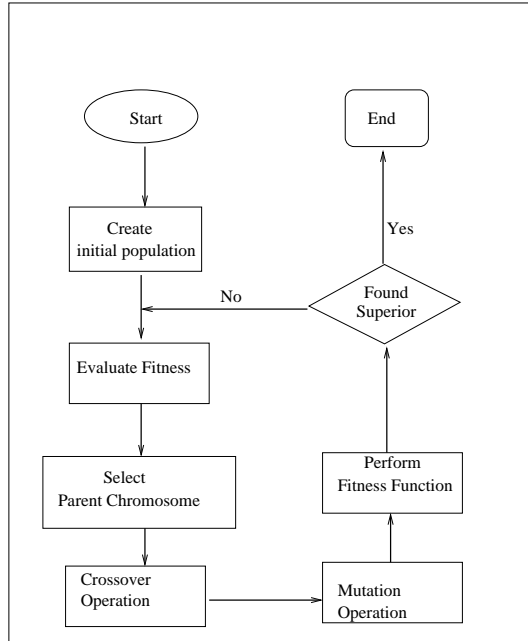 Start
End
Create
initial population
Yes
No
Found
Superior
Evaluate Fitness
Select
Parent Chromosome
Perform
Fitness Function
Crossover
Operation
Mutation
Operation